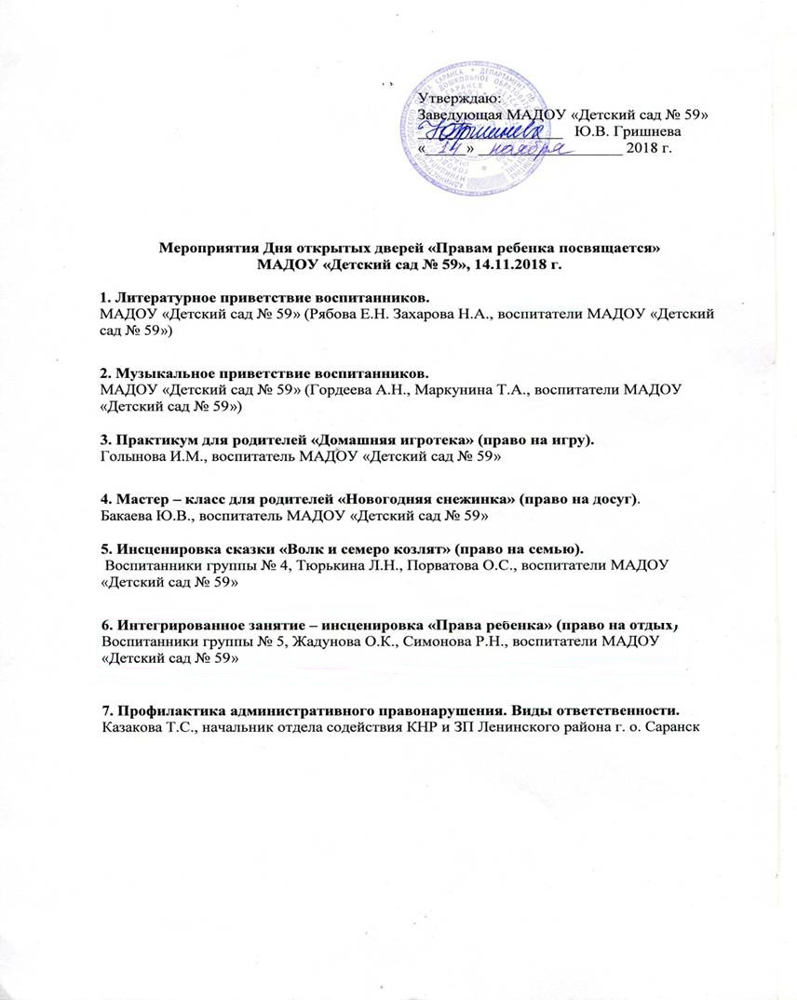 Утверждаю:
Заведующая МАДОУ «Детский сад № 59»
Ю.В. Гришнева
«14» ноября 2018 г.
Мероприятия Дня открытых дверей «Правам ребенка посвящается»
МАДОУ «Детский сад № 59», 14.11.2018 г.
1. Литературное приветствие воспитанников.
МАДОУ «Детский сад № 59» (Рябова Е.Н. Захарова Н.А., воспитатели МАДОУ «Детский
сад № 59»)
2. Музыкальное приветствие воспитанников.
МАДОУ «Детский сад № 59» (Гордеева А.Н., Маркунина Т.А., воспитатели МАДОУ
«Детский сад № 59»)
3. Практикум для родителей «Домашняя игротека» (право на игру).
Голынова И.М., воспитатель МАДОУ «Детский сад № 59»
4. Мастер – класс для родителей «Новогодняя снежинка» (право на досуг).
Бакаева Ю.В., воспитатель МАДОУ «Детский сад № 59»
5. Инсценировка сказки «Волк и семеро козлят» (право на семью).
Воспитанники группы № 4, Тюрькина Л.Н., Порватова О.С., воспитатели МАДОУ
«Детский сад № 59»
6. Интегрированное занятие – инсценировка «Права ребенка» (право на отдых)
Воспитанники группы № 5, Жадунова О.К., Симонова Р.Н., воспитатели МАДОУ
«Детский сад № 59»
7. Профилактика административного правонарушения. Виды ответственности.
Казакова Т.С., начальник отдела содействия КНР и ЗП Ленинского района г. о. Саранск